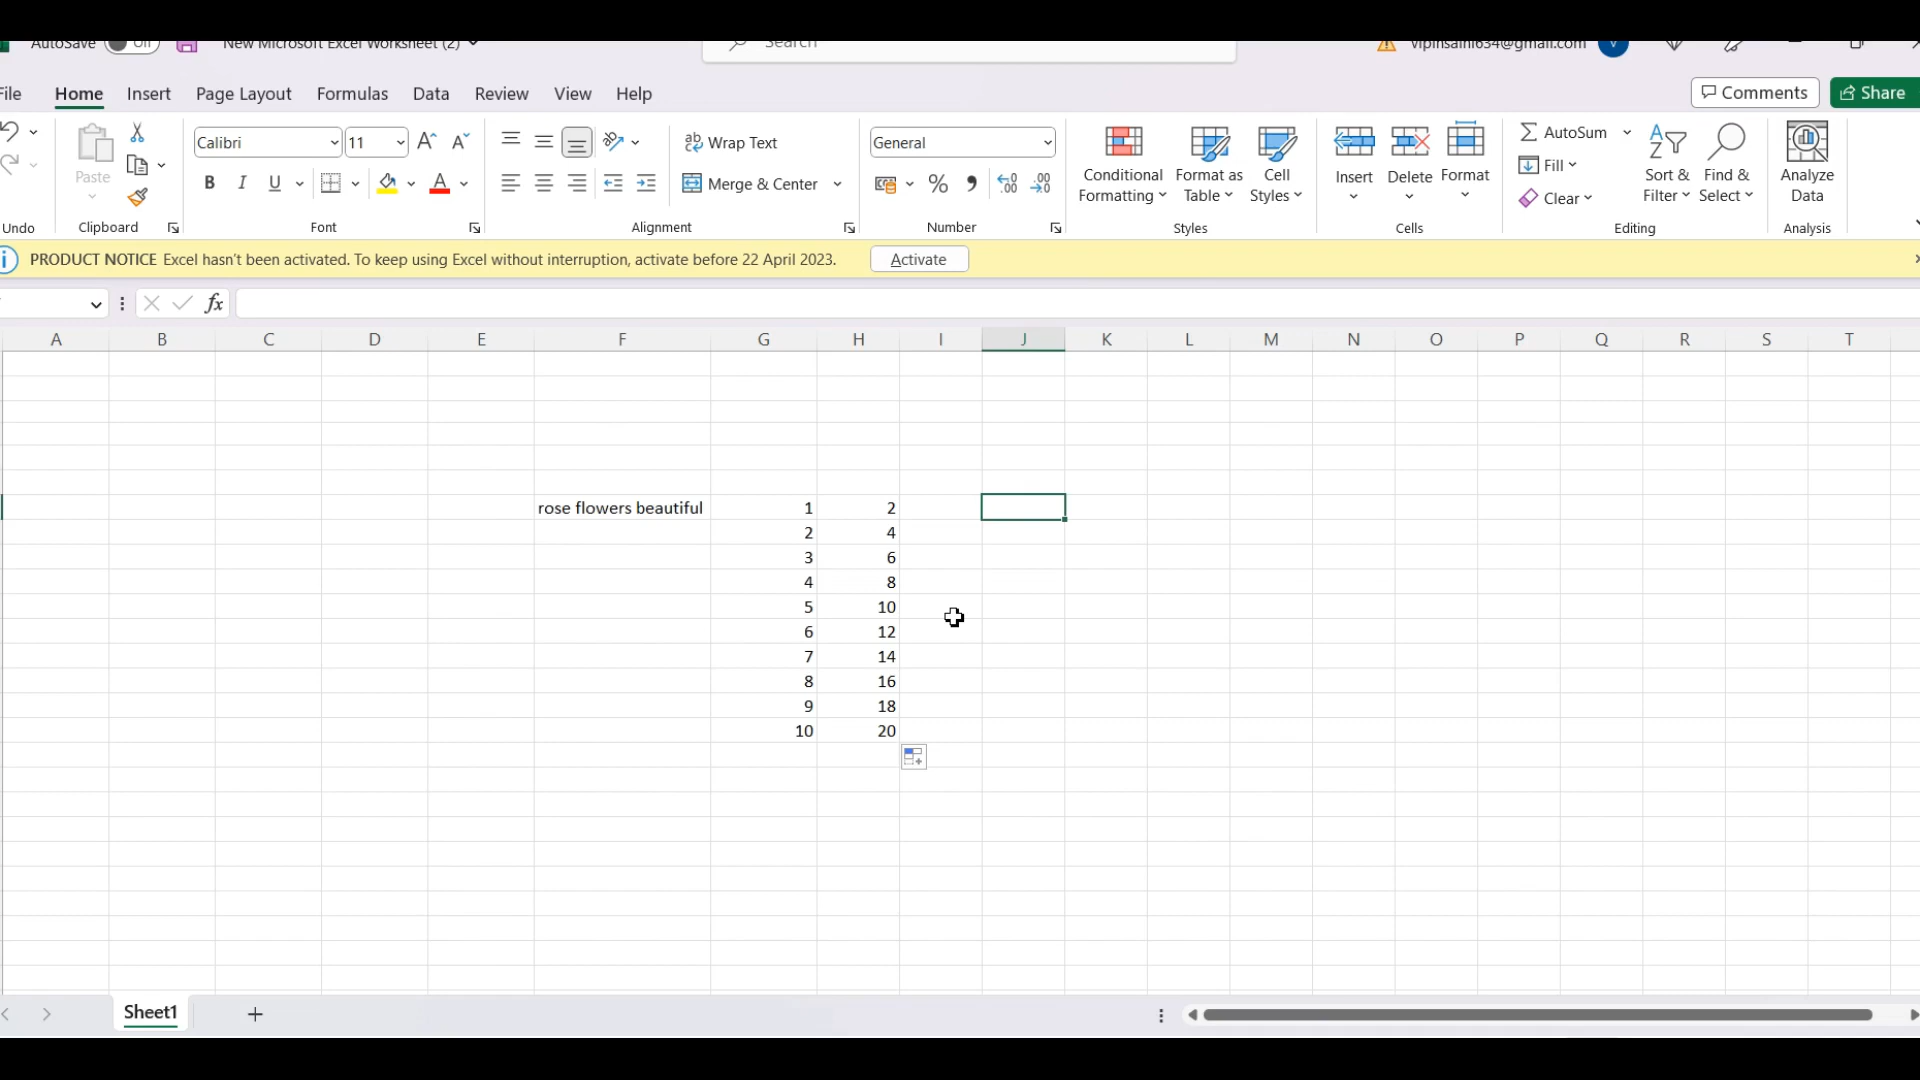 AutoSave Off New Microsoft Excel Worksheet (2) Search vipinsaini634@gmail.com V
File Home Insert Page Layout Formulas Data Review View Help Comments Share
Calibri 11 Wrap Text General AutoSum
Paste Conditional Formatting Format as Table Cell Styles Insert Delete Format Fill Sort & Filter Find & Select Analyze Data
B I U Merge & Center Clear
Undo Clipboard Font Alignment Number Styles Cells Editing Analysis
PRODUCT NOTICE Excel hasn't been activated. To keep using Excel without interruption, activate before 22 April 2023. Activate
fx
A B C D E F G H I J K L M N O P Q R S T
rose flowers beautiful 1 2
2 4
3 6
4 8
5 10
6 12
7 14
8 16
9 18
10 20
Sheet1